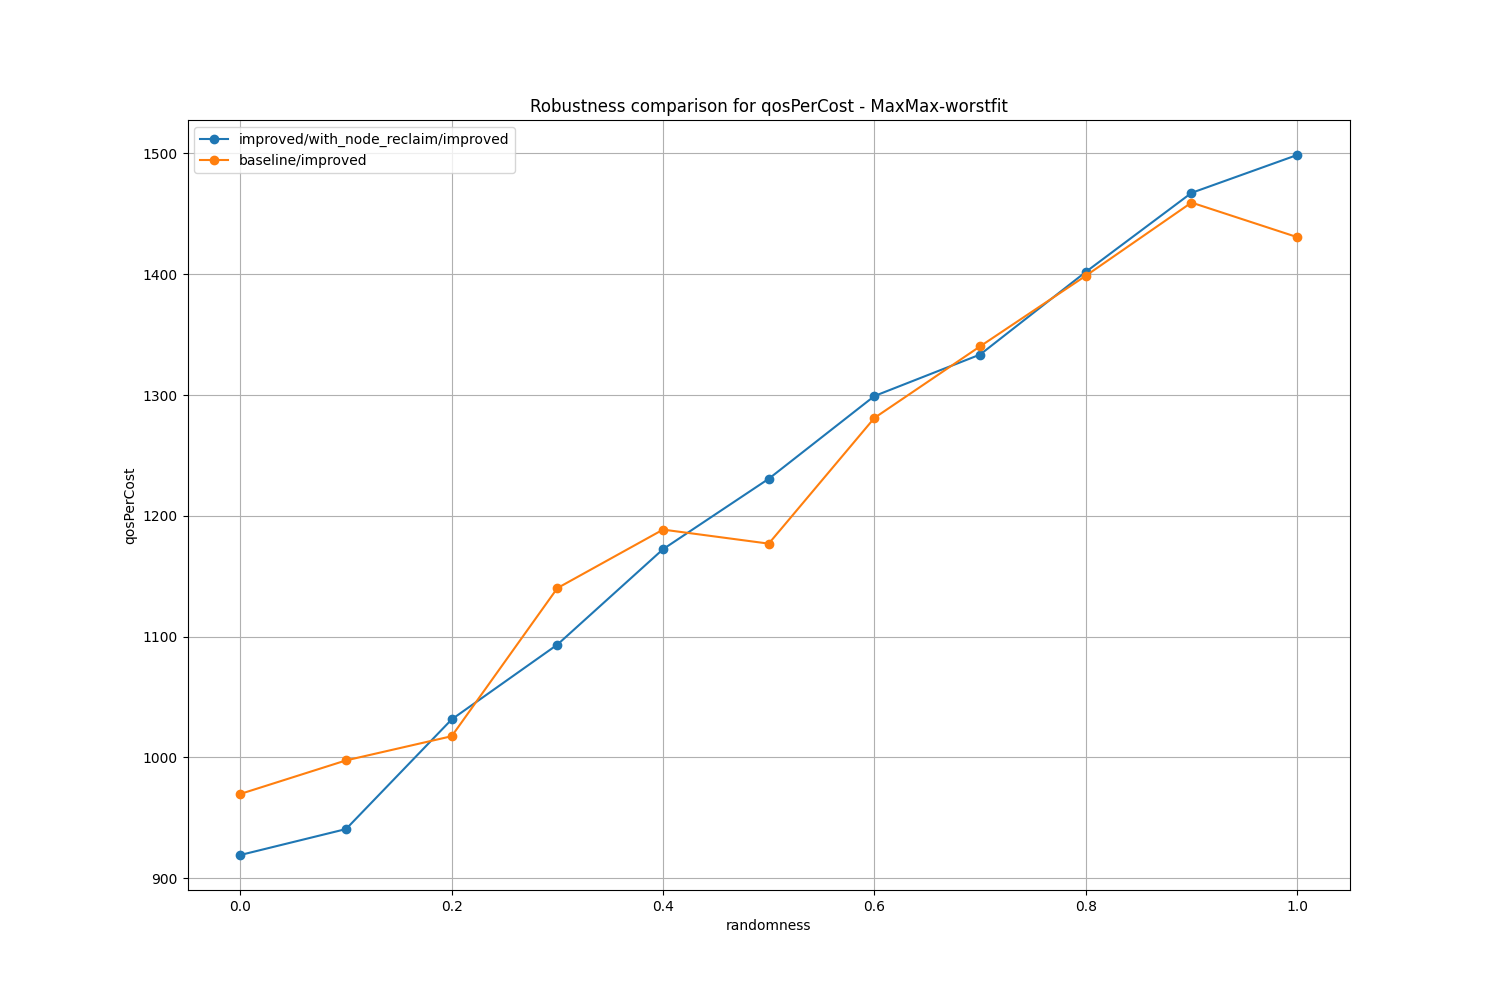 Robustness comparison for qosPerCost - MaxMax-worstfit
improved/with_node_reclaim/improved
baseline/improved
1500
1400
1300
1200
1100
1000
900
qosPerCost
0.0 0.2 0.4 0.6 0.8 1.0
randomness